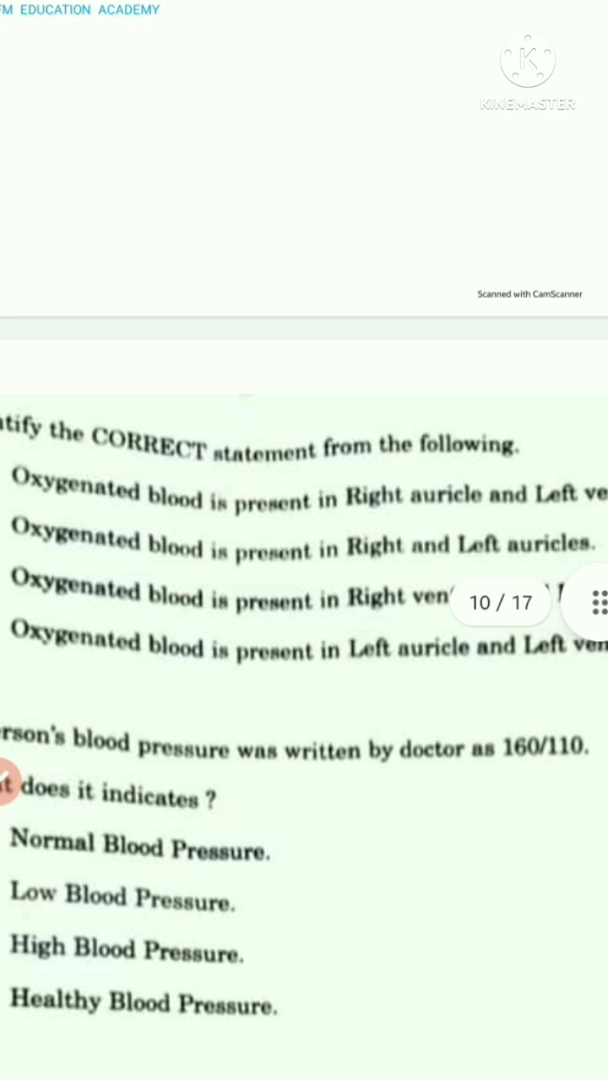 FM EDUCATION ACADEMY
K
KINEMASTER
Scanned with CamScanner
tify the CORRECT statement from the following.
Oxygenated blood is present in Right auricle and Left ve
Oxygenated blood is present in Right and Left auricles.
Oxygenated blood is present in Right ven
10 / 17
Oxygenated blood is present in Left auricle and Left ven
rson's blood pressure was written by doctor as 160/110.
t does it indicates ?
Normal Blood Pressure.
Low Blood Pressure.
High Blood Pressure.
Healthy Blood Pressure.